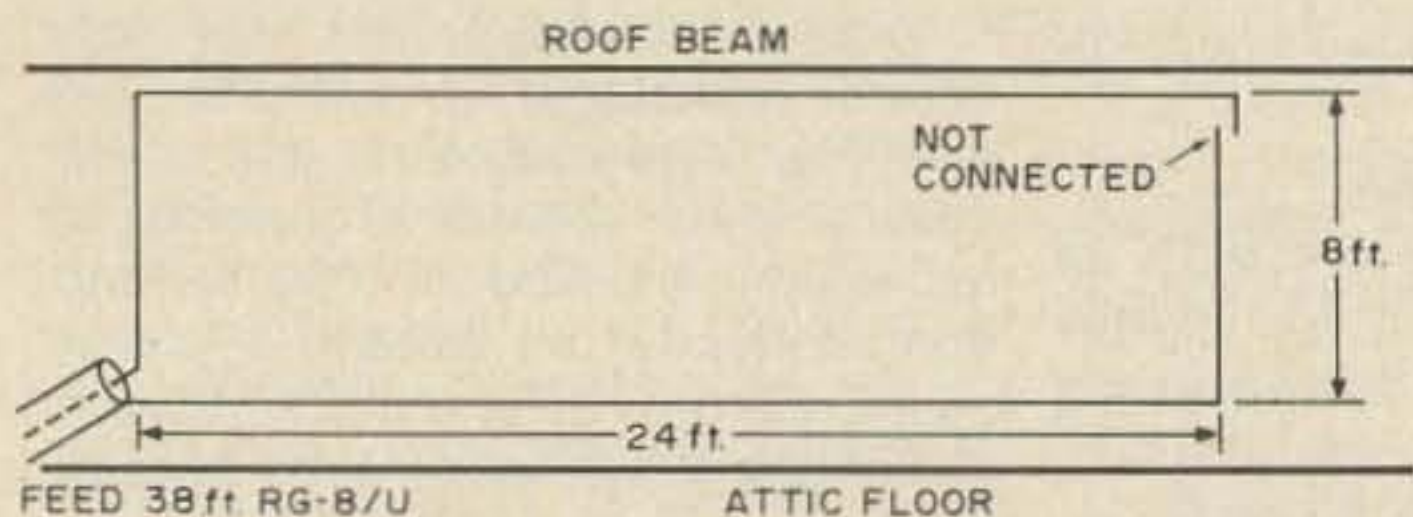 ROOF BEAM
NOT
CONNECTED
8 ft.
24 ft.
FEED 38 ft. RG-8/U
ATTIC FLOOR